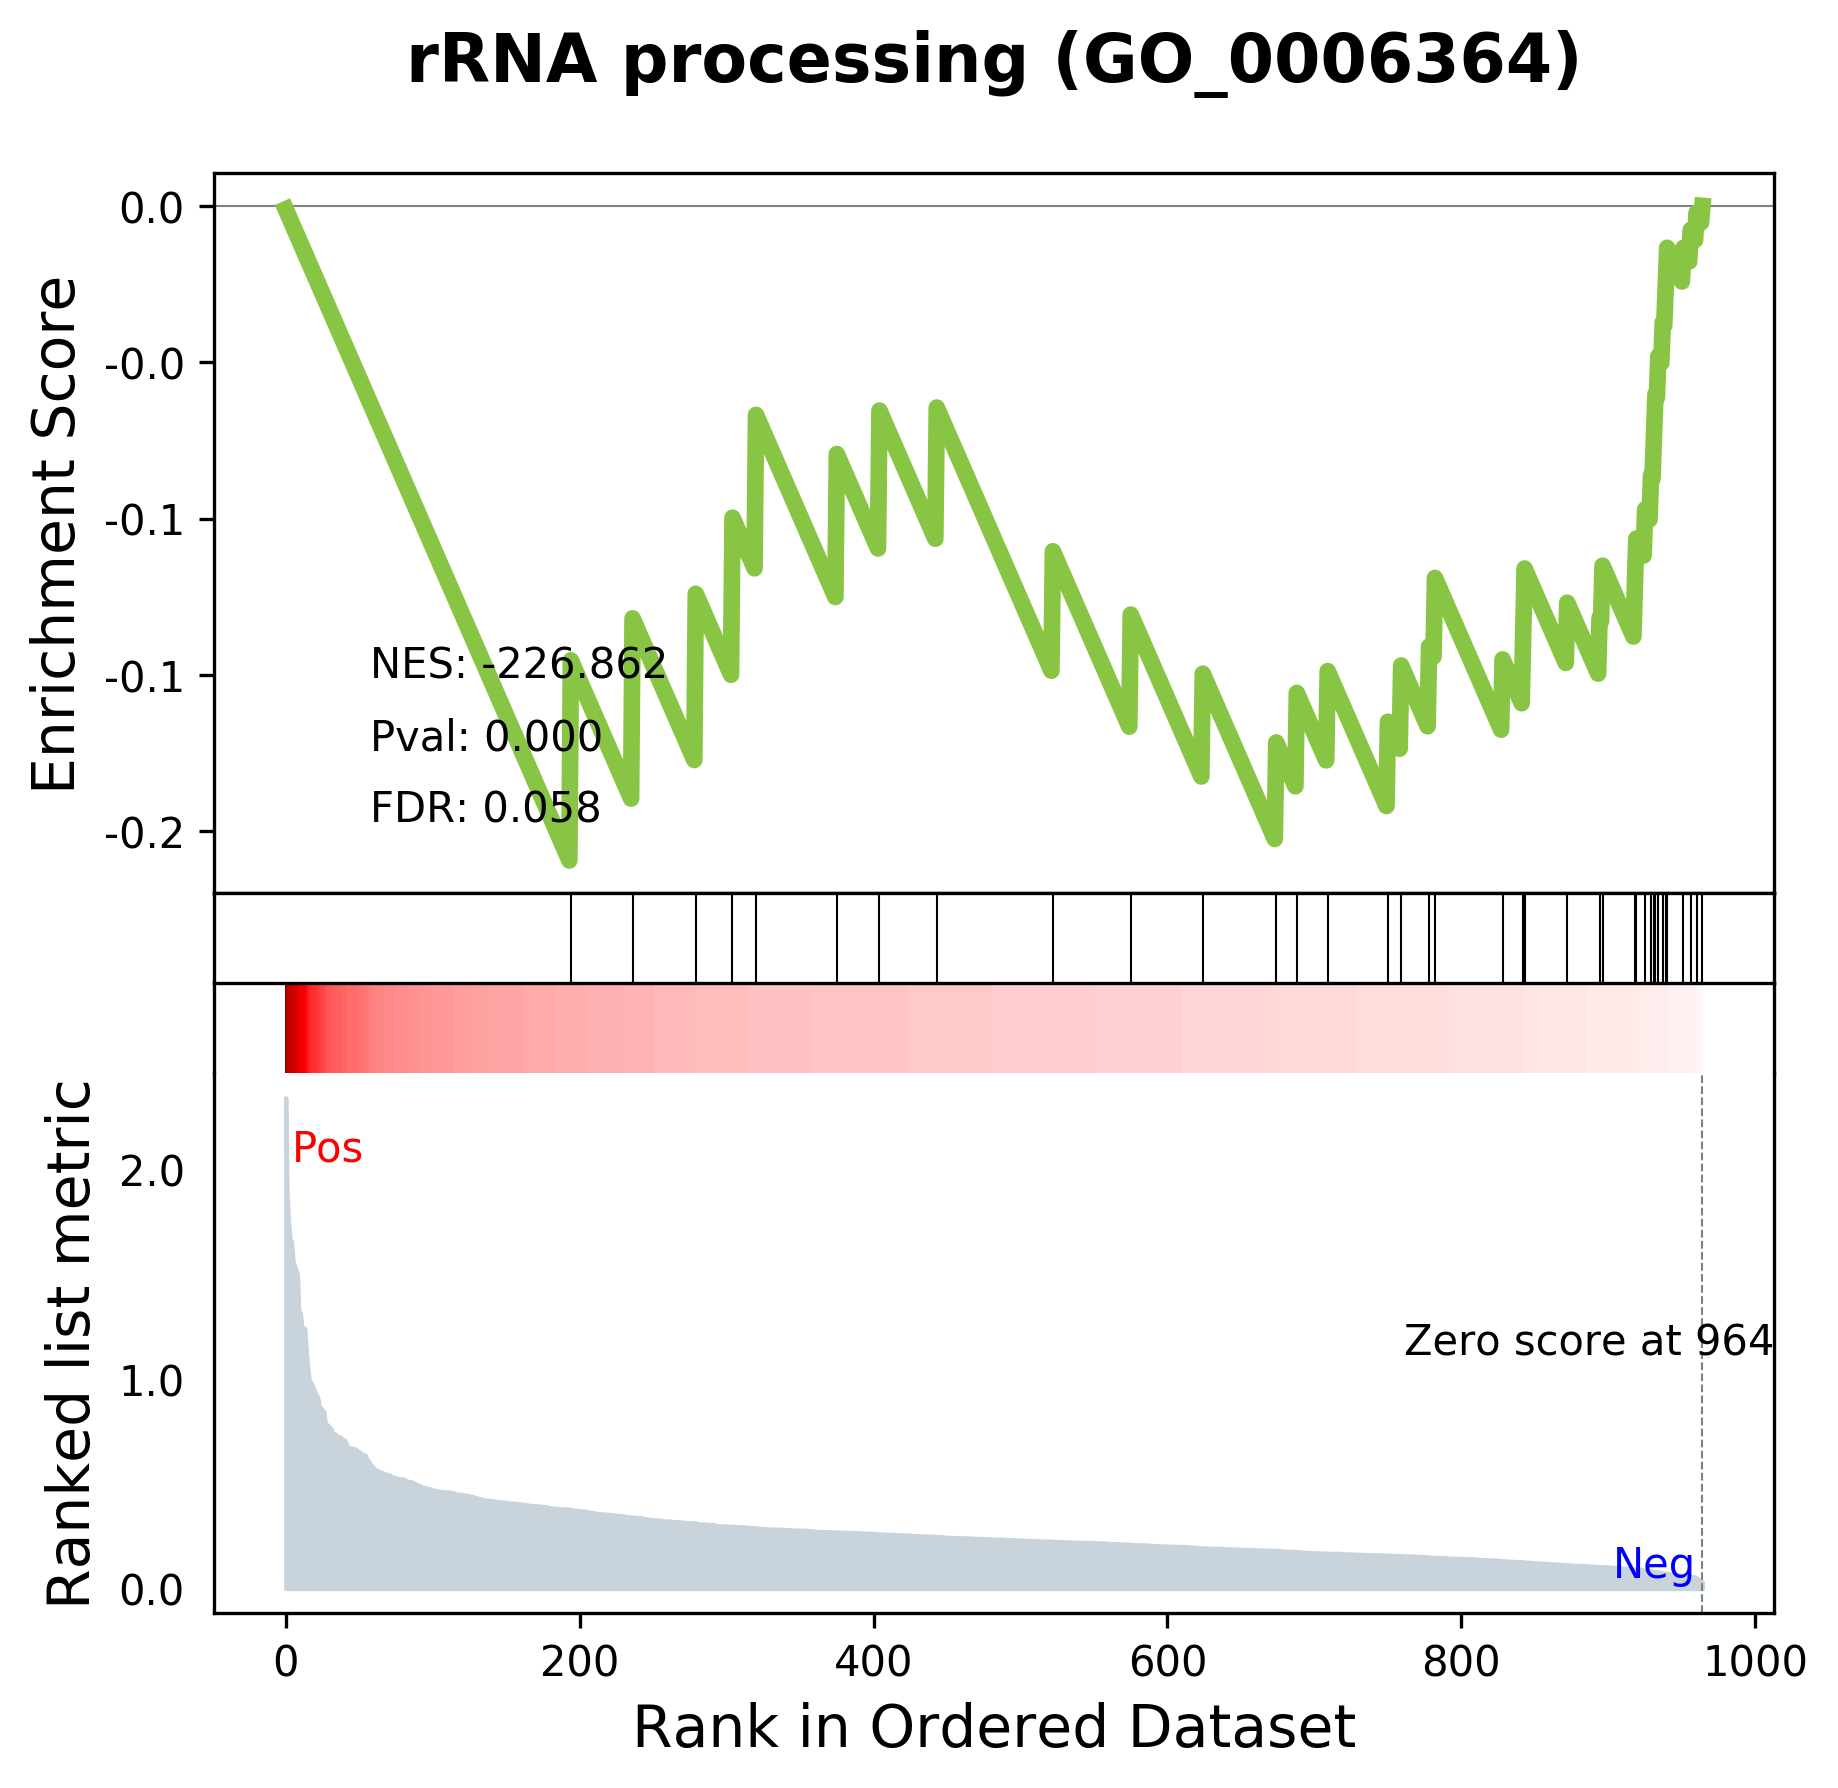 rRNA processing (GO_0006364)
Enrichment Score
0.0
-0.0
-0.1
-0.1
-0.2
NES: -226.862
Pval: 0.000
FDR: 0.058
Ranked list metric
2.0
1.0
0.0
Pos
Zero score at 964
Neg
0 200 400 600 800 1000
Rank in Ordered Dataset